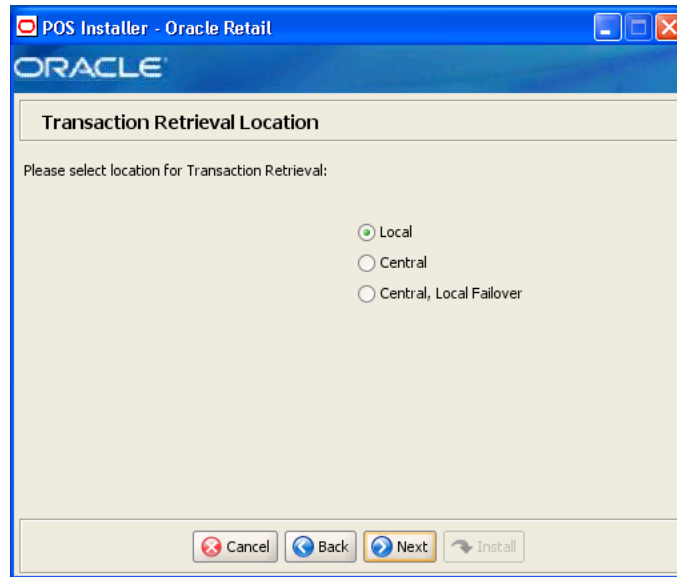 POS Installer - Oracle Retail
ORACLE
Transaction Retrieval Location
Please select location for Transaction Retrieval:
Local
Central
Central, Local Failover
Cancel Back Next Install